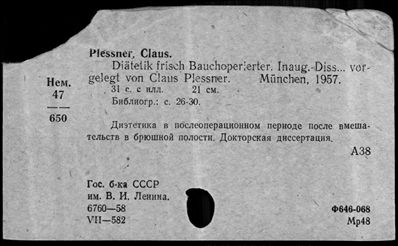 Plessner, Claus.
Diätetik frisch Bauchoperierter. Inaug.-Diss... vor-
gelegt von Claus Plessner. München, 1957.
Нем.
47
650
31 с. с илл. 21 см.
Библиогр.: с. 26-30.
Диэтетика в послеоперационном периоде после вмеша-
тельств в брюшной полости. Докторская диссертация.
А38
Гос. б-ка СССР
им. В. И. Ленина.
6760—58
VII—582
Ф646-068
Мр48